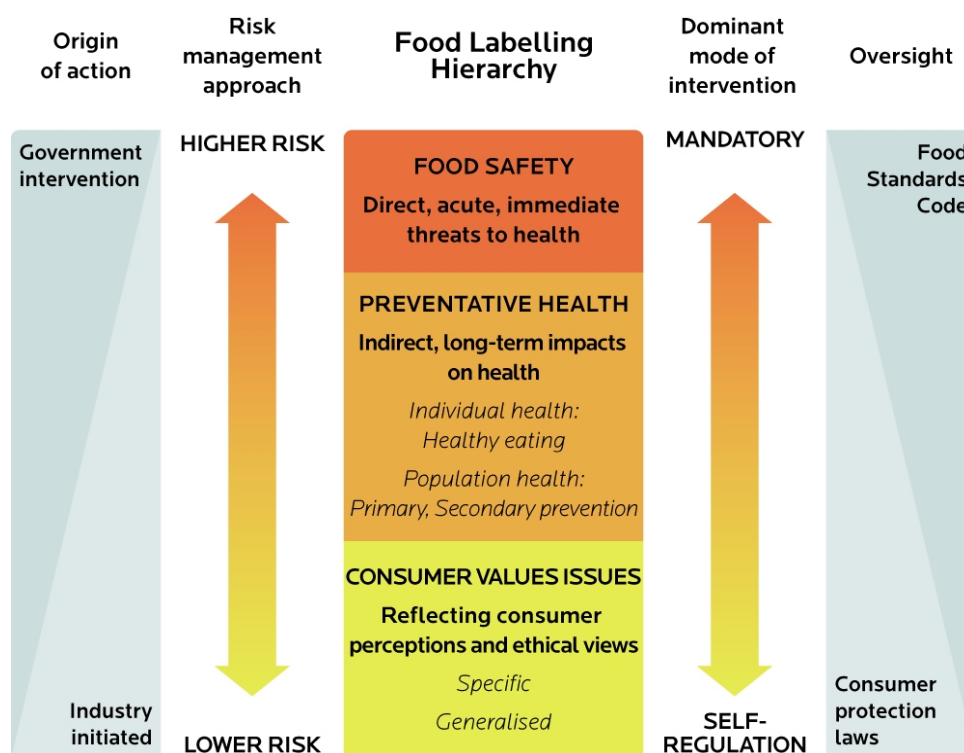 Origin
of action
Risk
management
approach
Food Labelling
Hierarchy
Dominant
mode of
intervention
Oversight
Government
intervention
HIGHER RISK
FOOD SAFETY
Direct, acute, immediate
threats to health
MANDATORY
Food
Standards
Code
PREVENTATIVE HEALTH
Indirect, long-term impacts
on health
Individual health:
Healthy eating
Population health:
Primary, Secondary prevention
CONSUMER VALUES ISSUES
Reflecting consumer
perceptions and ethical views
Specific
Generalised
Industry
initiated
LOWER RISK
SELF-
REGULATION
Consumer
protection
laws